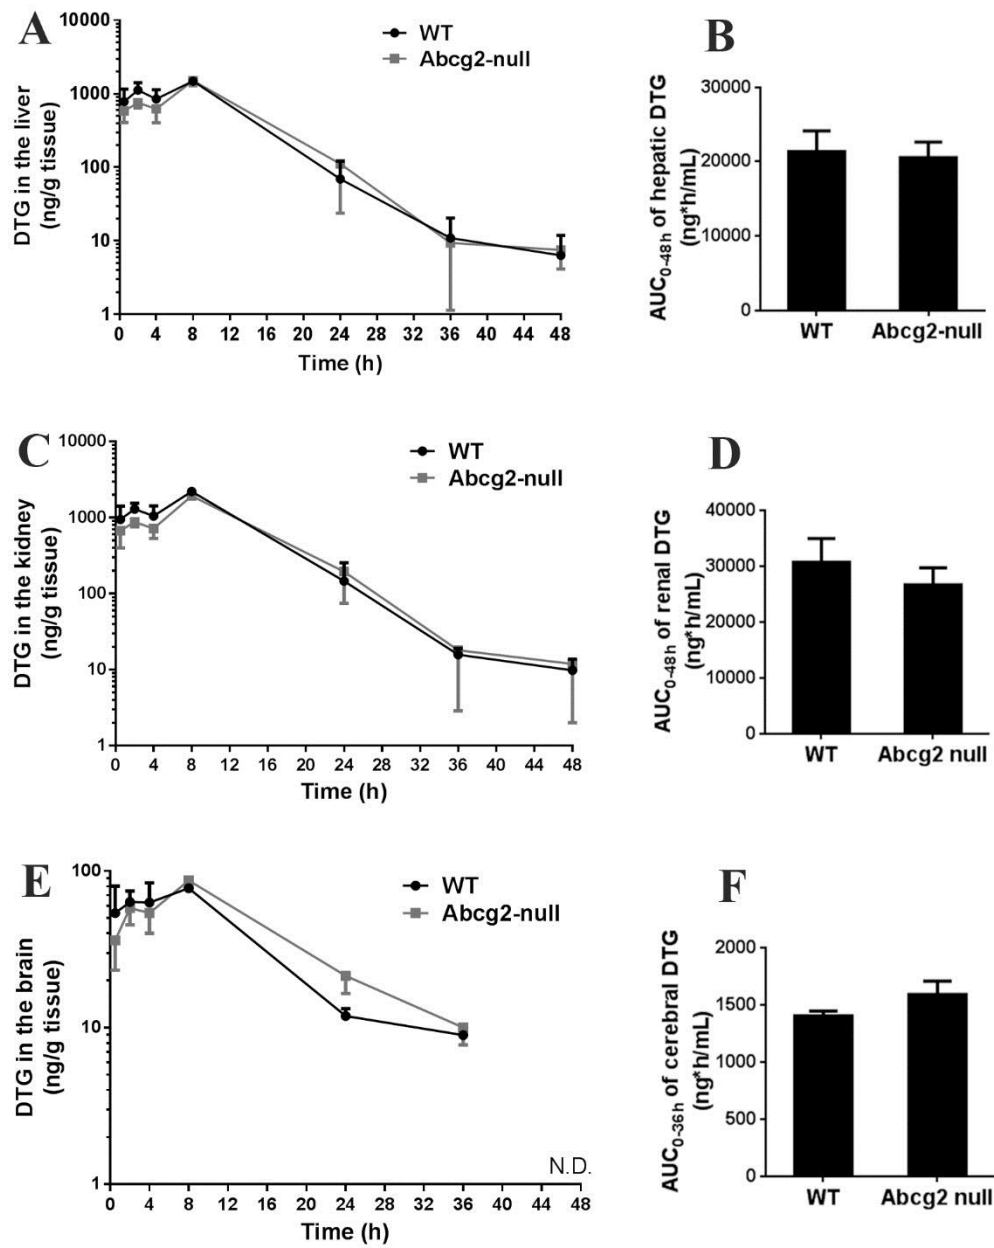 A
10000
1000
100
10
1
DTG in the liver
(ng/g tissue)
WT
Abcg2-null
0 4 8 12 16 20 24 28 32 36 40 44 48
Time (h)
B
30000
20000
10000
0
AUC0-48h of hepatic DTG
(ng*h/mL)
WT Abcg2-null
C
10000
1000
100
10
1
DTG in the kidney
(ng/g tissue)
WT
Abcg2-null
0 4 8 12 16 20 24 28 32 36 40 44 48
Time (h)
D
40000
30000
20000
10000
0
AUC0-48h of renal DTG
(ng*h/mL)
WT Abcg2 null
E
100
10
1
DTG in the brain
(ng/g tissue)
WT
Abcg2-null
N.D.
0 4 8 12 16 20 24 28 32 36 40 44 48
Time (h)
F
2000
1500
1000
500
0
AUC0-36h of cerebral DTG
(ng*h/mL)
WT Abcg2 null